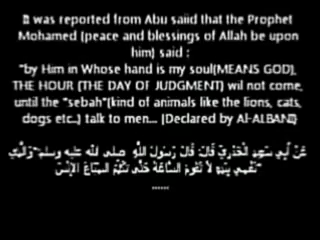 It was reported from Abu saiid that the Prophet
Mohamed (peace and blessings of Allah be upon
him) said :
"by Him in Whose hand is my soul(MEANS GOD),
THE HOUR (THE DAY OF JUDGMENT) wil not come,
until the "sebah"(kind of animals like the lions, cats,
dogs etc..) talk to men... (Declared by Al-ALBANI)
عَنْ أَبِي سَعِيدٍ الْخُدْرِيِّ قَالَ: قَالَ رَسُولُ اللَّهِ صلى الله عليه وسلم"وَالَّذِي
نَفْسِي بِيَدِهِ لَا تَقُومُ السَّاعَةُ حَتَّى تُكَلِّمَ السِّبَاعُ الْإِنْسَ"
......